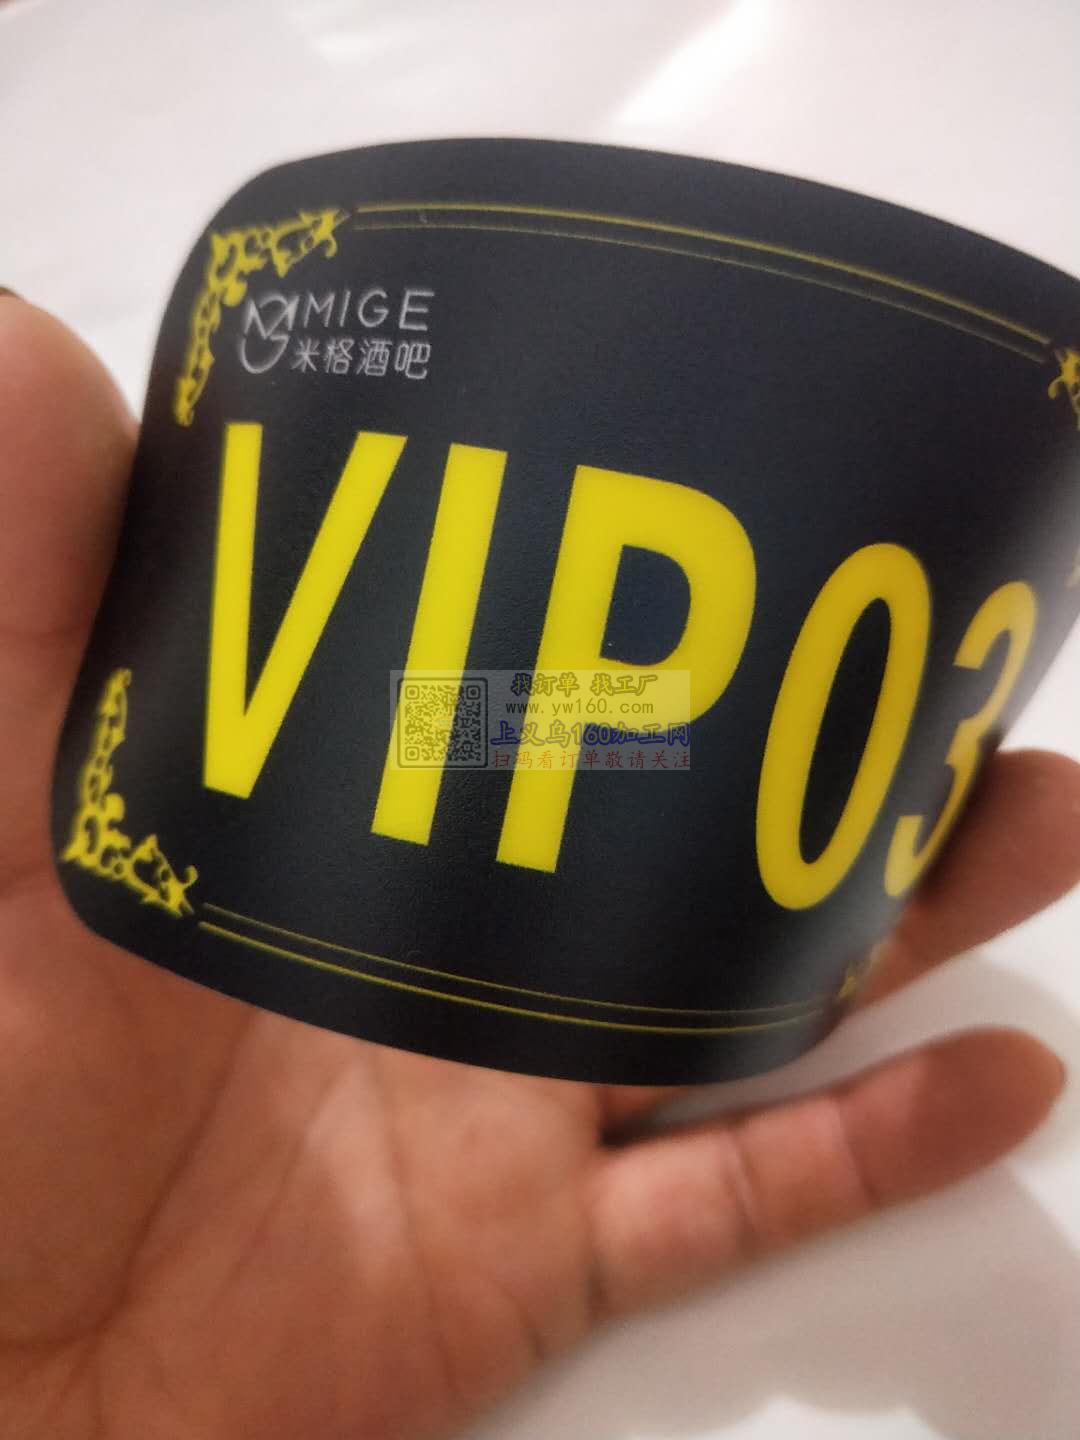 MIGE
米格酒吧
VIP03
找订单 找工厂
www.yw160.com
上义乌160加工网
扫码看订单敬请关注